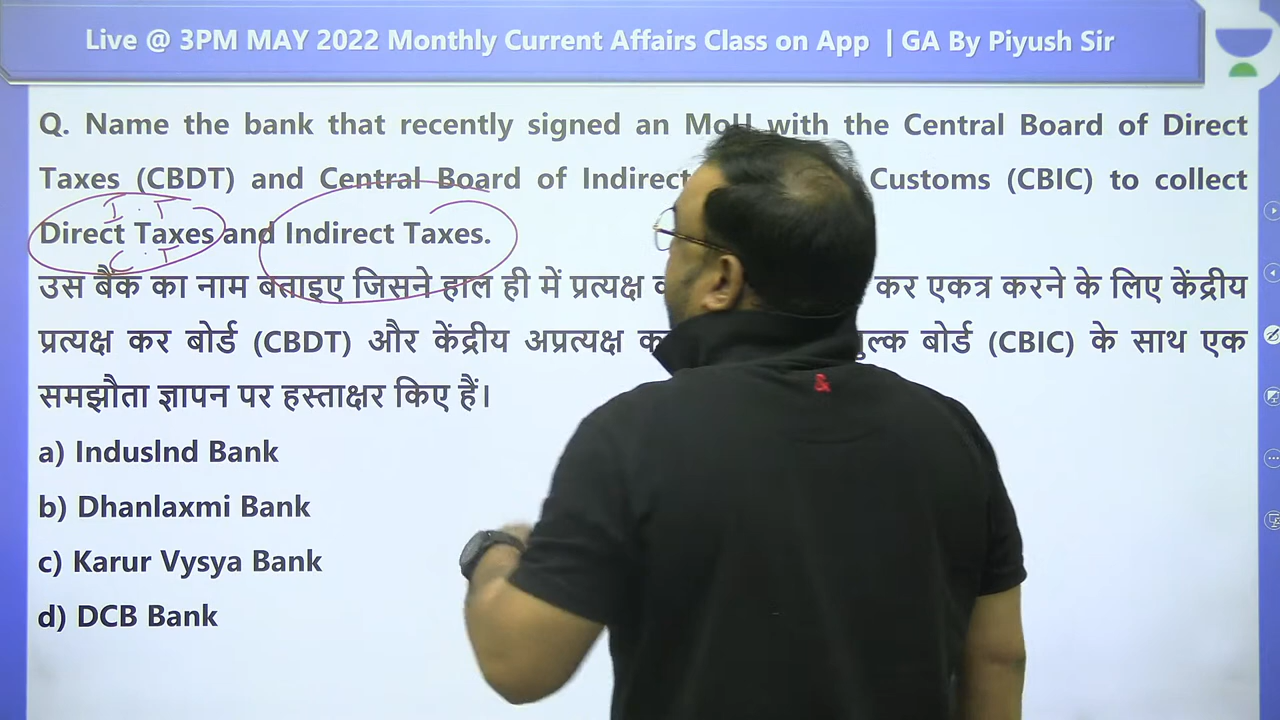 Live @ 3PM MAY 2022 Monthly Current Affairs Class on App | GA By Piyush Sir
Q. Name the bank that recently signed an MoU with the Central Board of Direct
Taxes (CBDT) and Central Board of Indirect Customs (CBIC) to collect
I.T
Direct Taxes and Indirect Taxes.
C.T
उस बैंक का नाम बताइए जिसने हाल ही में प्रत्यक्ष कर एकत्र करने के लिए केंद्रीय
प्रत्यक्ष कर बोर्ड (CBDT) और केंद्रीय अप्रत्यक्ष बोर्ड (CBIC) के साथ एक
समझौता ज्ञापन पर हस्ताक्षर किए हैं।
a) Induslnd Bank
b) Dhanlaxmi Bank
c) Karur Vysya Bank
d) DCB Bank
&